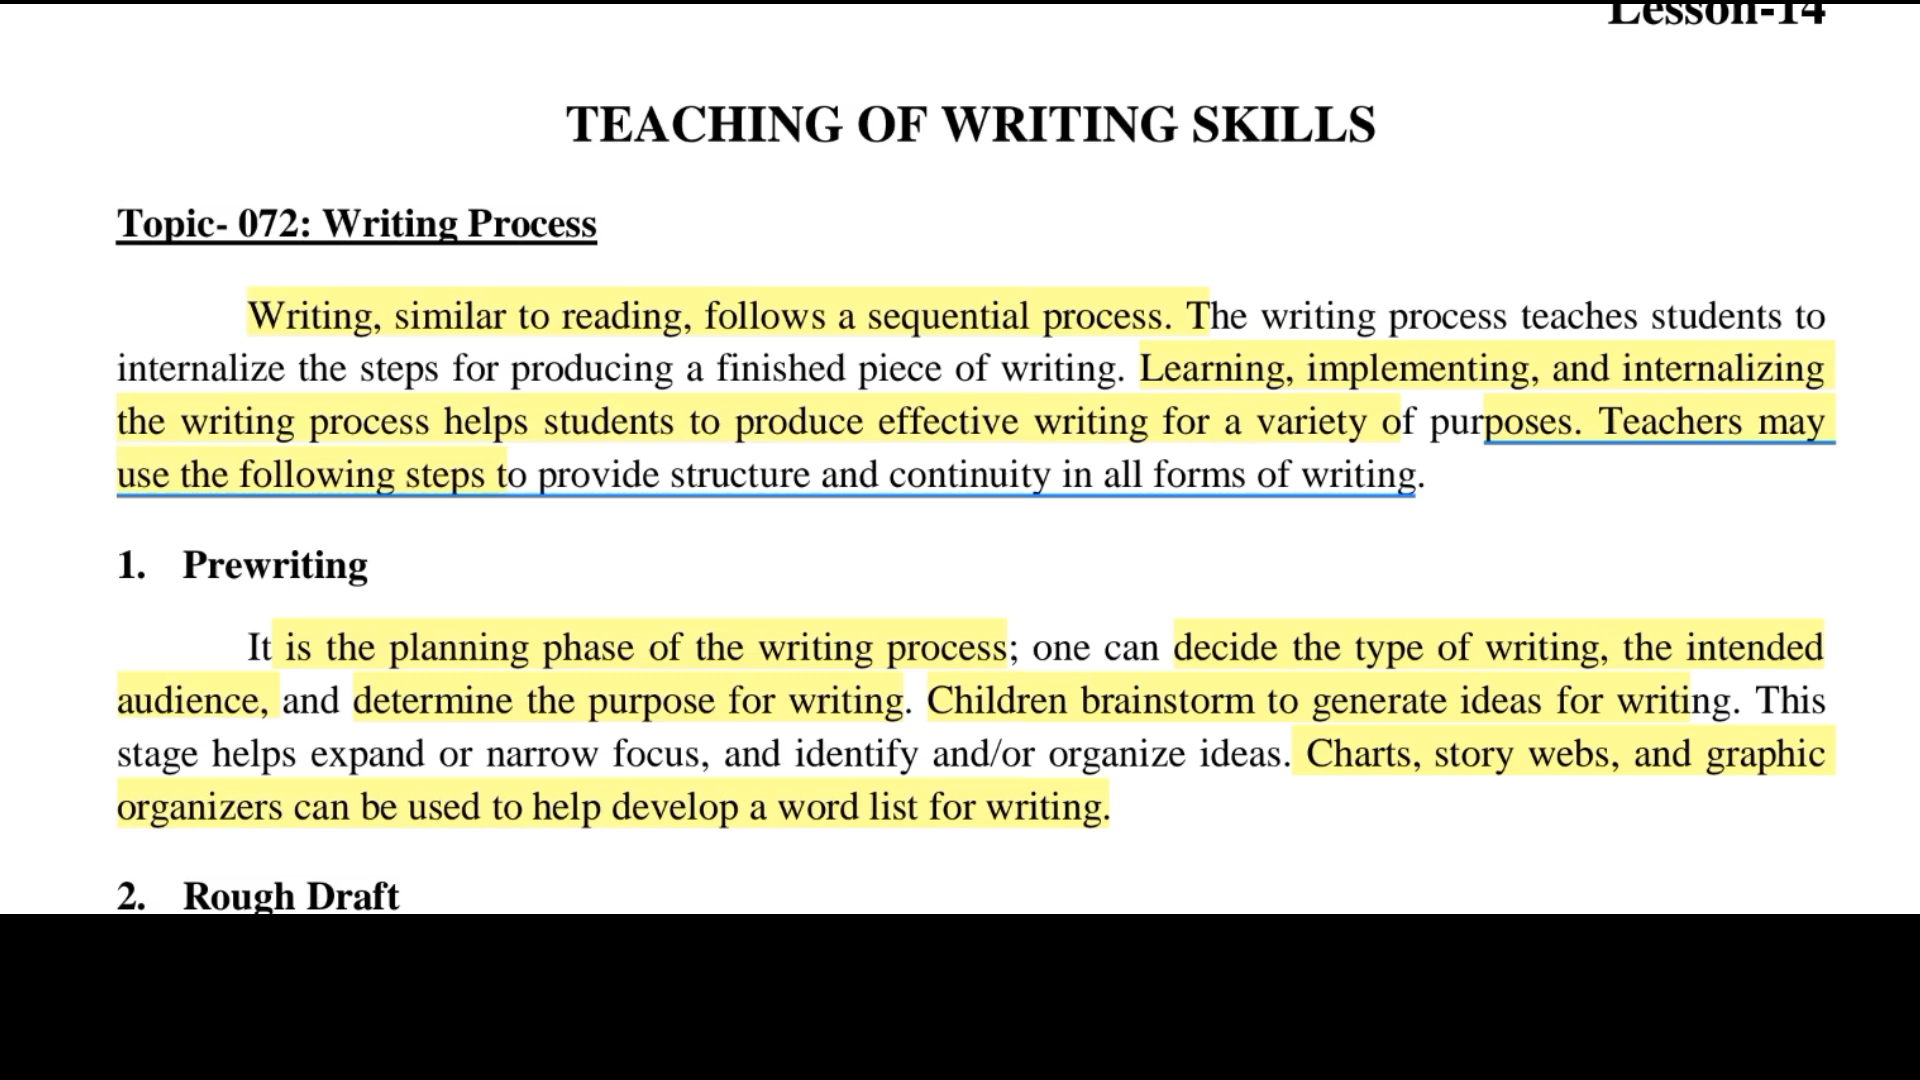 Lesson-14
TEACHING OF WRITING SKILLS
Topic- 072: Writing Process
Writing, similar to reading, follows a sequential process. The writing process teaches students to
internalize the steps for producing a finished piece of writing. Learning, implementing, and internalizing
the writing process helps students to produce effective writing for a variety of purposes. Teachers may
use the following steps to provide structure and continuity in all forms of writing.
1. Prewriting
It is the planning phase of the writing process; one can decide the type of writing, the intended
audience, and determine the purpose for writing. Children brainstorm to generate ideas for writing. This
stage helps expand or narrow focus, and identify and/or organize ideas. Charts, story webs, and graphic
organizers can be used to help develop a word list for writing.
2. Rough Draft